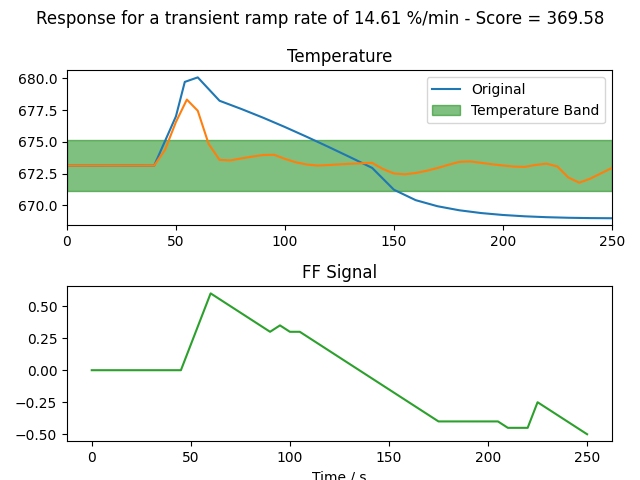 Response for a transient ramp rate of 14.61 %/min - Score = 369.58
Temperature
680.0
677.5
675.0
672.5
670.0
Original
Temperature Band
0 50 100 150 200 250
FF Signal
0.50
0.25
0.00
−0.25
−0.50
0 50 100 150 200 250
Time / s